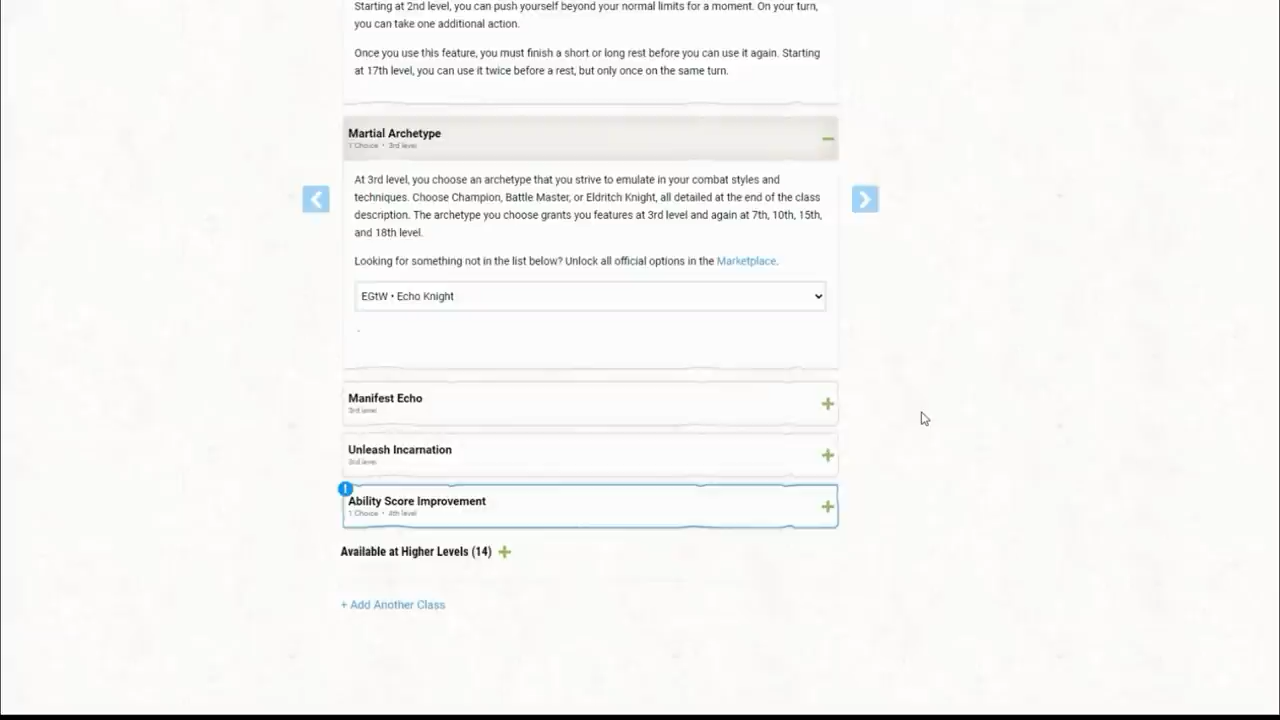 Starting at 2nd level, you can push yourself beyond your normal limits for a moment. On your turn,
you can take one additional action.
Once you use this feature, you must finish a short or long rest before you can use it again. Starting
at 17th level, you can use it twice before a rest, but only once on the same turn.
Martial Archetype
1 Choice • 3rd level
At 3rd level, you choose an archetype that you strive to emulate in your combat styles and
techniques. Choose Champion, Battle Master, or Eldritch Knight, all detailed at the end of the class
description. The archetype you choose grants you features at 3rd level and again at 7th, 10th, 15th,
and 18th level.
Looking for something not in the list below? Unlock all official options in the Marketplace.
EGtW • Echo Knight
.
Manifest Echo
3rd level
Unleash Incarnation
3rd level
Ability Score Improvement
1 Choice • 4th level
Available at Higher Levels (14) +
+ Add Another Class